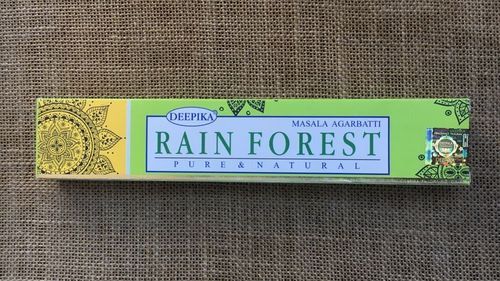 DEEPIKA
MASALA AGARBATTI
RAIN FOREST
PURE & NATURAL